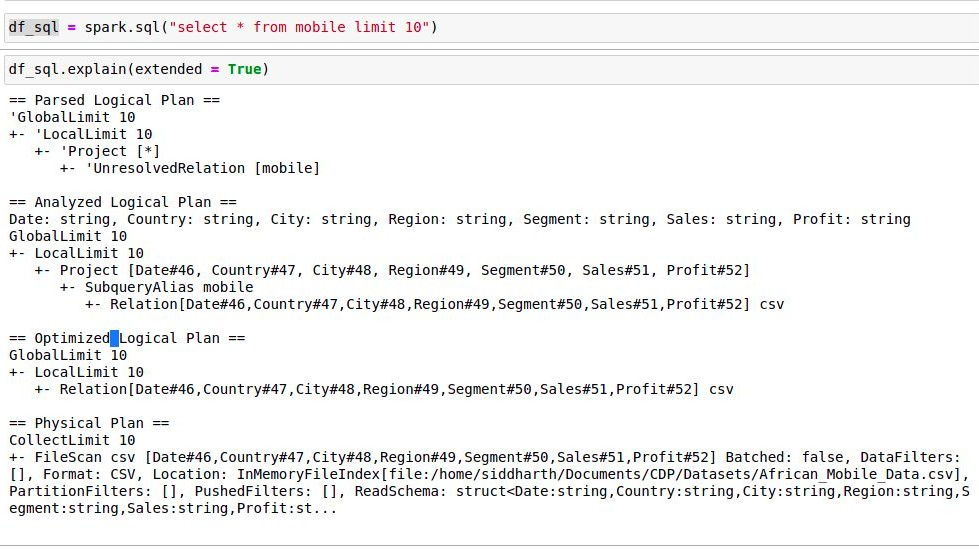 df_sql = spark.sql("select * from mobile limit 10")
df_sql.explain(extended = True)
== Parsed Logical Plan ==
'GlobalLimit 10
+- 'LocalLimit 10
   +- 'Project [*]
      +- 'UnresolvedRelation [mobile]

== Analyzed Logical Plan ==
Date: string, Country: string, City: string, Region: string, Segment: string, Sales: string, Profit: string
GlobalLimit 10
+- LocalLimit 10
   +- Project [Date#46, Country#47, City#48, Region#49, Segment#50, Sales#51, Profit#52]
      +- SubqueryAlias mobile
         +- Relation[Date#46,Country#47,City#48,Region#49,Segment#50,Sales#51,Profit#52] csv

== Optimized Logical Plan ==
GlobalLimit 10
+- LocalLimit 10
   +- Relation[Date#46,Country#47,City#48,Region#49,Segment#50,Sales#51,Profit#52] csv

== Physical Plan ==
CollectLimit 10
+- FileScan csv [Date#46,Country#47,City#48,Region#49,Segment#50,Sales#51,Profit#52] Batched: false, DataFilters:
[], Format: CSV, Location: InMemoryFileIndex[file:/home/siddharth/Documents/CDP/Datasets/African_Mobile_Data.csv],
PartitionFilters: [], PushedFilters: [], ReadSchema: struct<Date:string,Country:string,City:string,Region:string,S
egment:string,Sales:string,Profit:st...